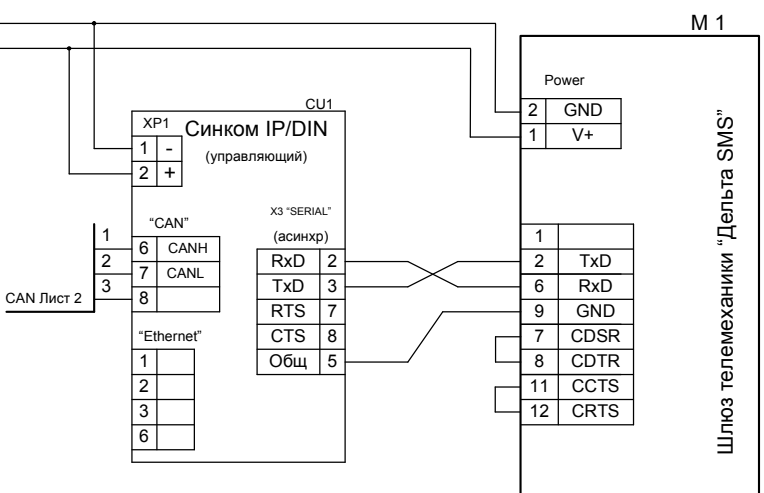 M 1
Power
2 GND
1 V+
CU1
XP1
Синком IP/DIN
(управляющий)
1 -
2 +
X3 “SERIAL”
(асинхр)
“CAN”
1
2
3
CAN Лист 2
6 CANH
7 CANL
8
RxD 2
TxD 3
RTS 7
CTS 8
Общ 5
“Ethernet”
1
2
3
6
1
2 TxD
6 RxD
9 GND
7 CDSR
8 CDTR
11 CCTS
12 CRTS
Шлюз телемеханики “Дельта SMS”